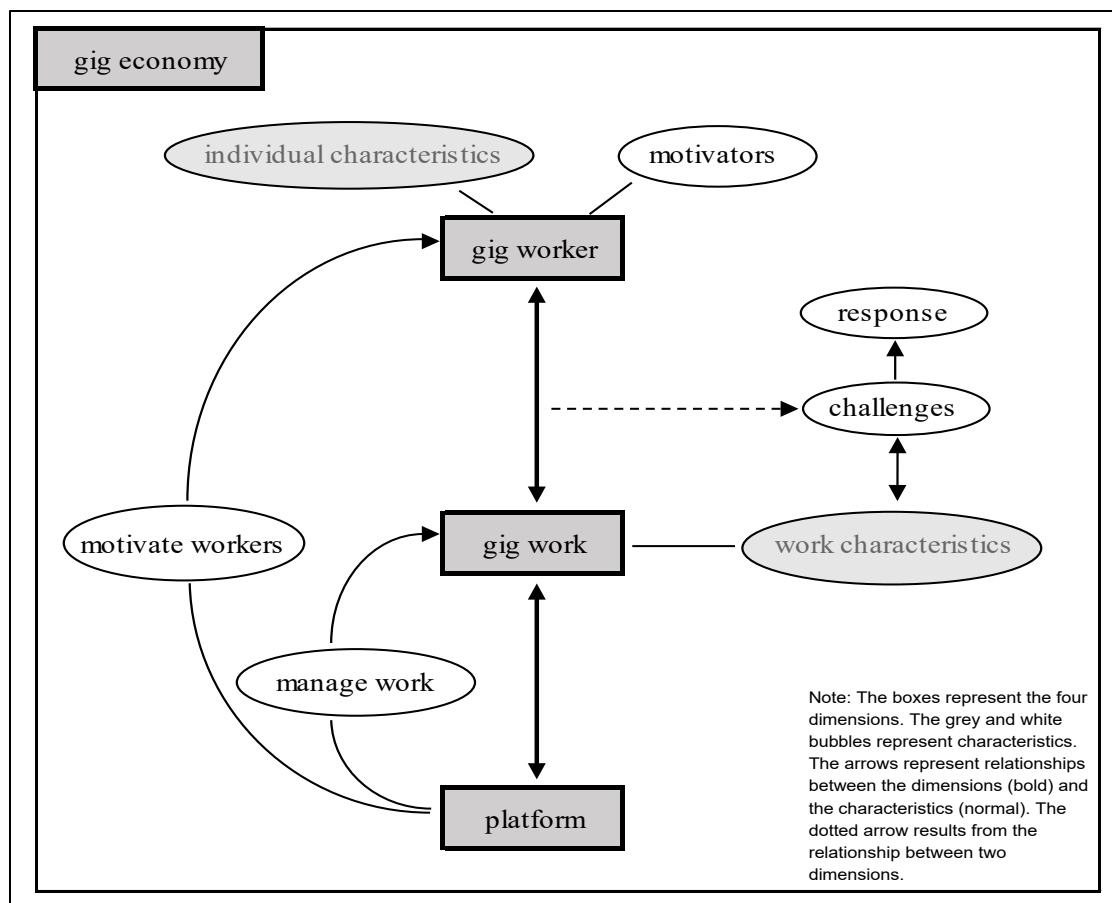 gig economy
individual characteristics
motivators
gig worker
response
challenges
motivate workers
gig work
work characteristics
manage work
platform
Note: The boxes represent the four
dimensions. The grey and white
bubbles represent characteristics.
The arrows represent relationships
between the dimensions (bold) and
the characteristics (normal). The
dotted arrow results from the
relationship between two
dimensions.